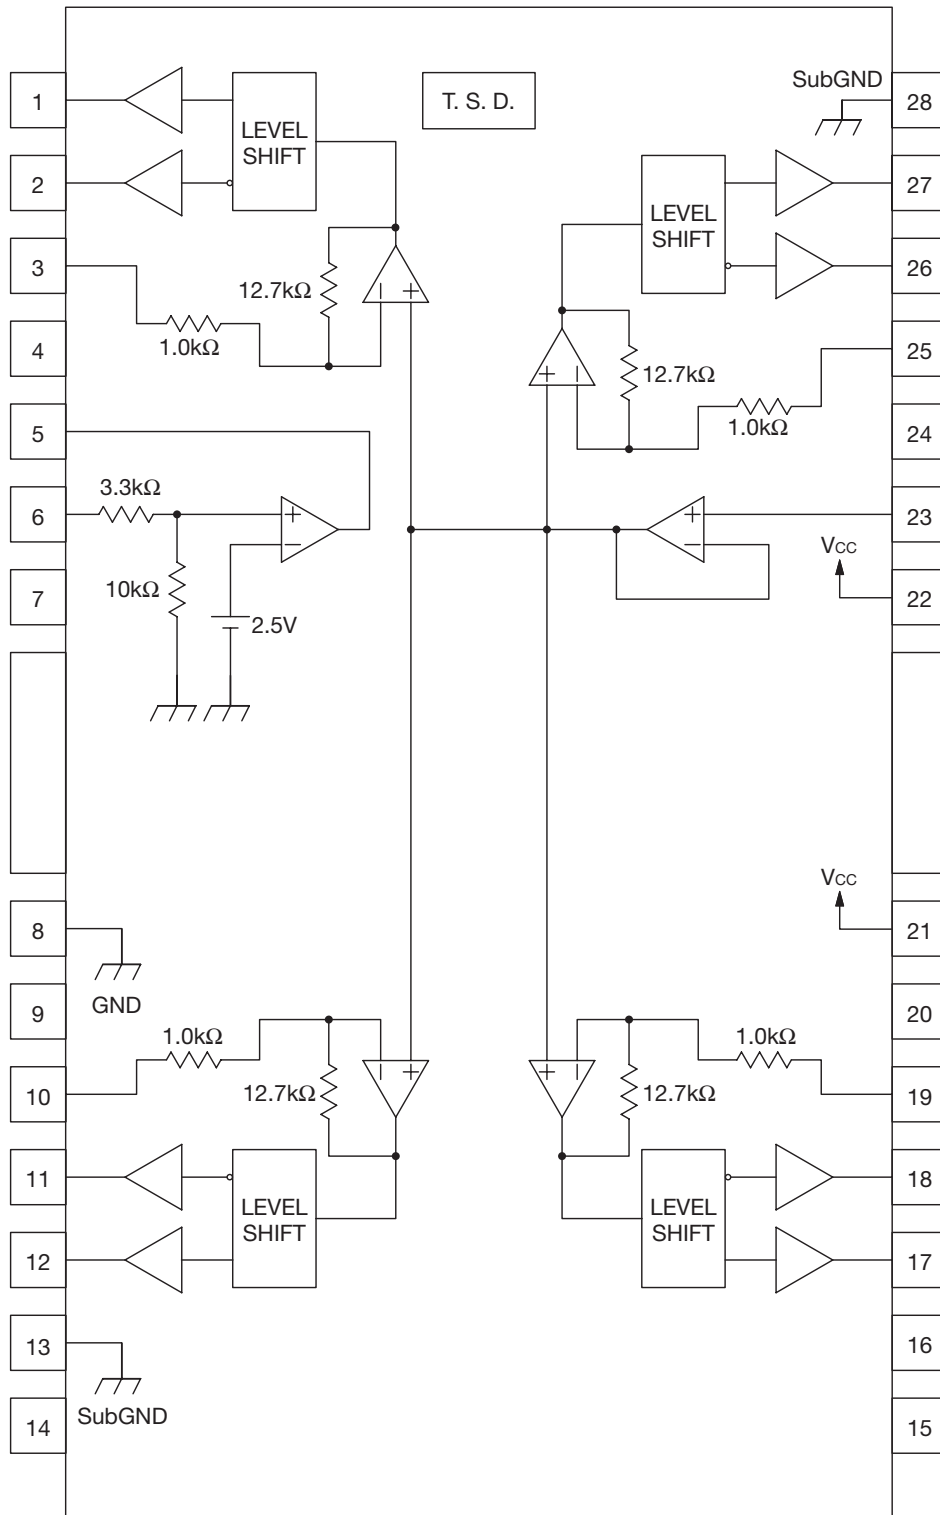 1
T. S. D.
SubGND
28
LEVEL
SHIFT
2
27
LEVEL
SHIFT
3
26
12.7kΩ
− +
4
1.0kΩ
25
+ −
12.7kΩ
5
1.0kΩ
24
3.3kΩ
6
+
−
+
−
23
VCC
7
10kΩ
22
2.5V
VCC
8
21
GND
9
20
1.0kΩ
1.0kΩ
10
12.7kΩ
− +
+ −
12.7kΩ
19
11
18
LEVEL
SHIFT
LEVEL
SHIFT
12
17
13
16
SubGND
14
15